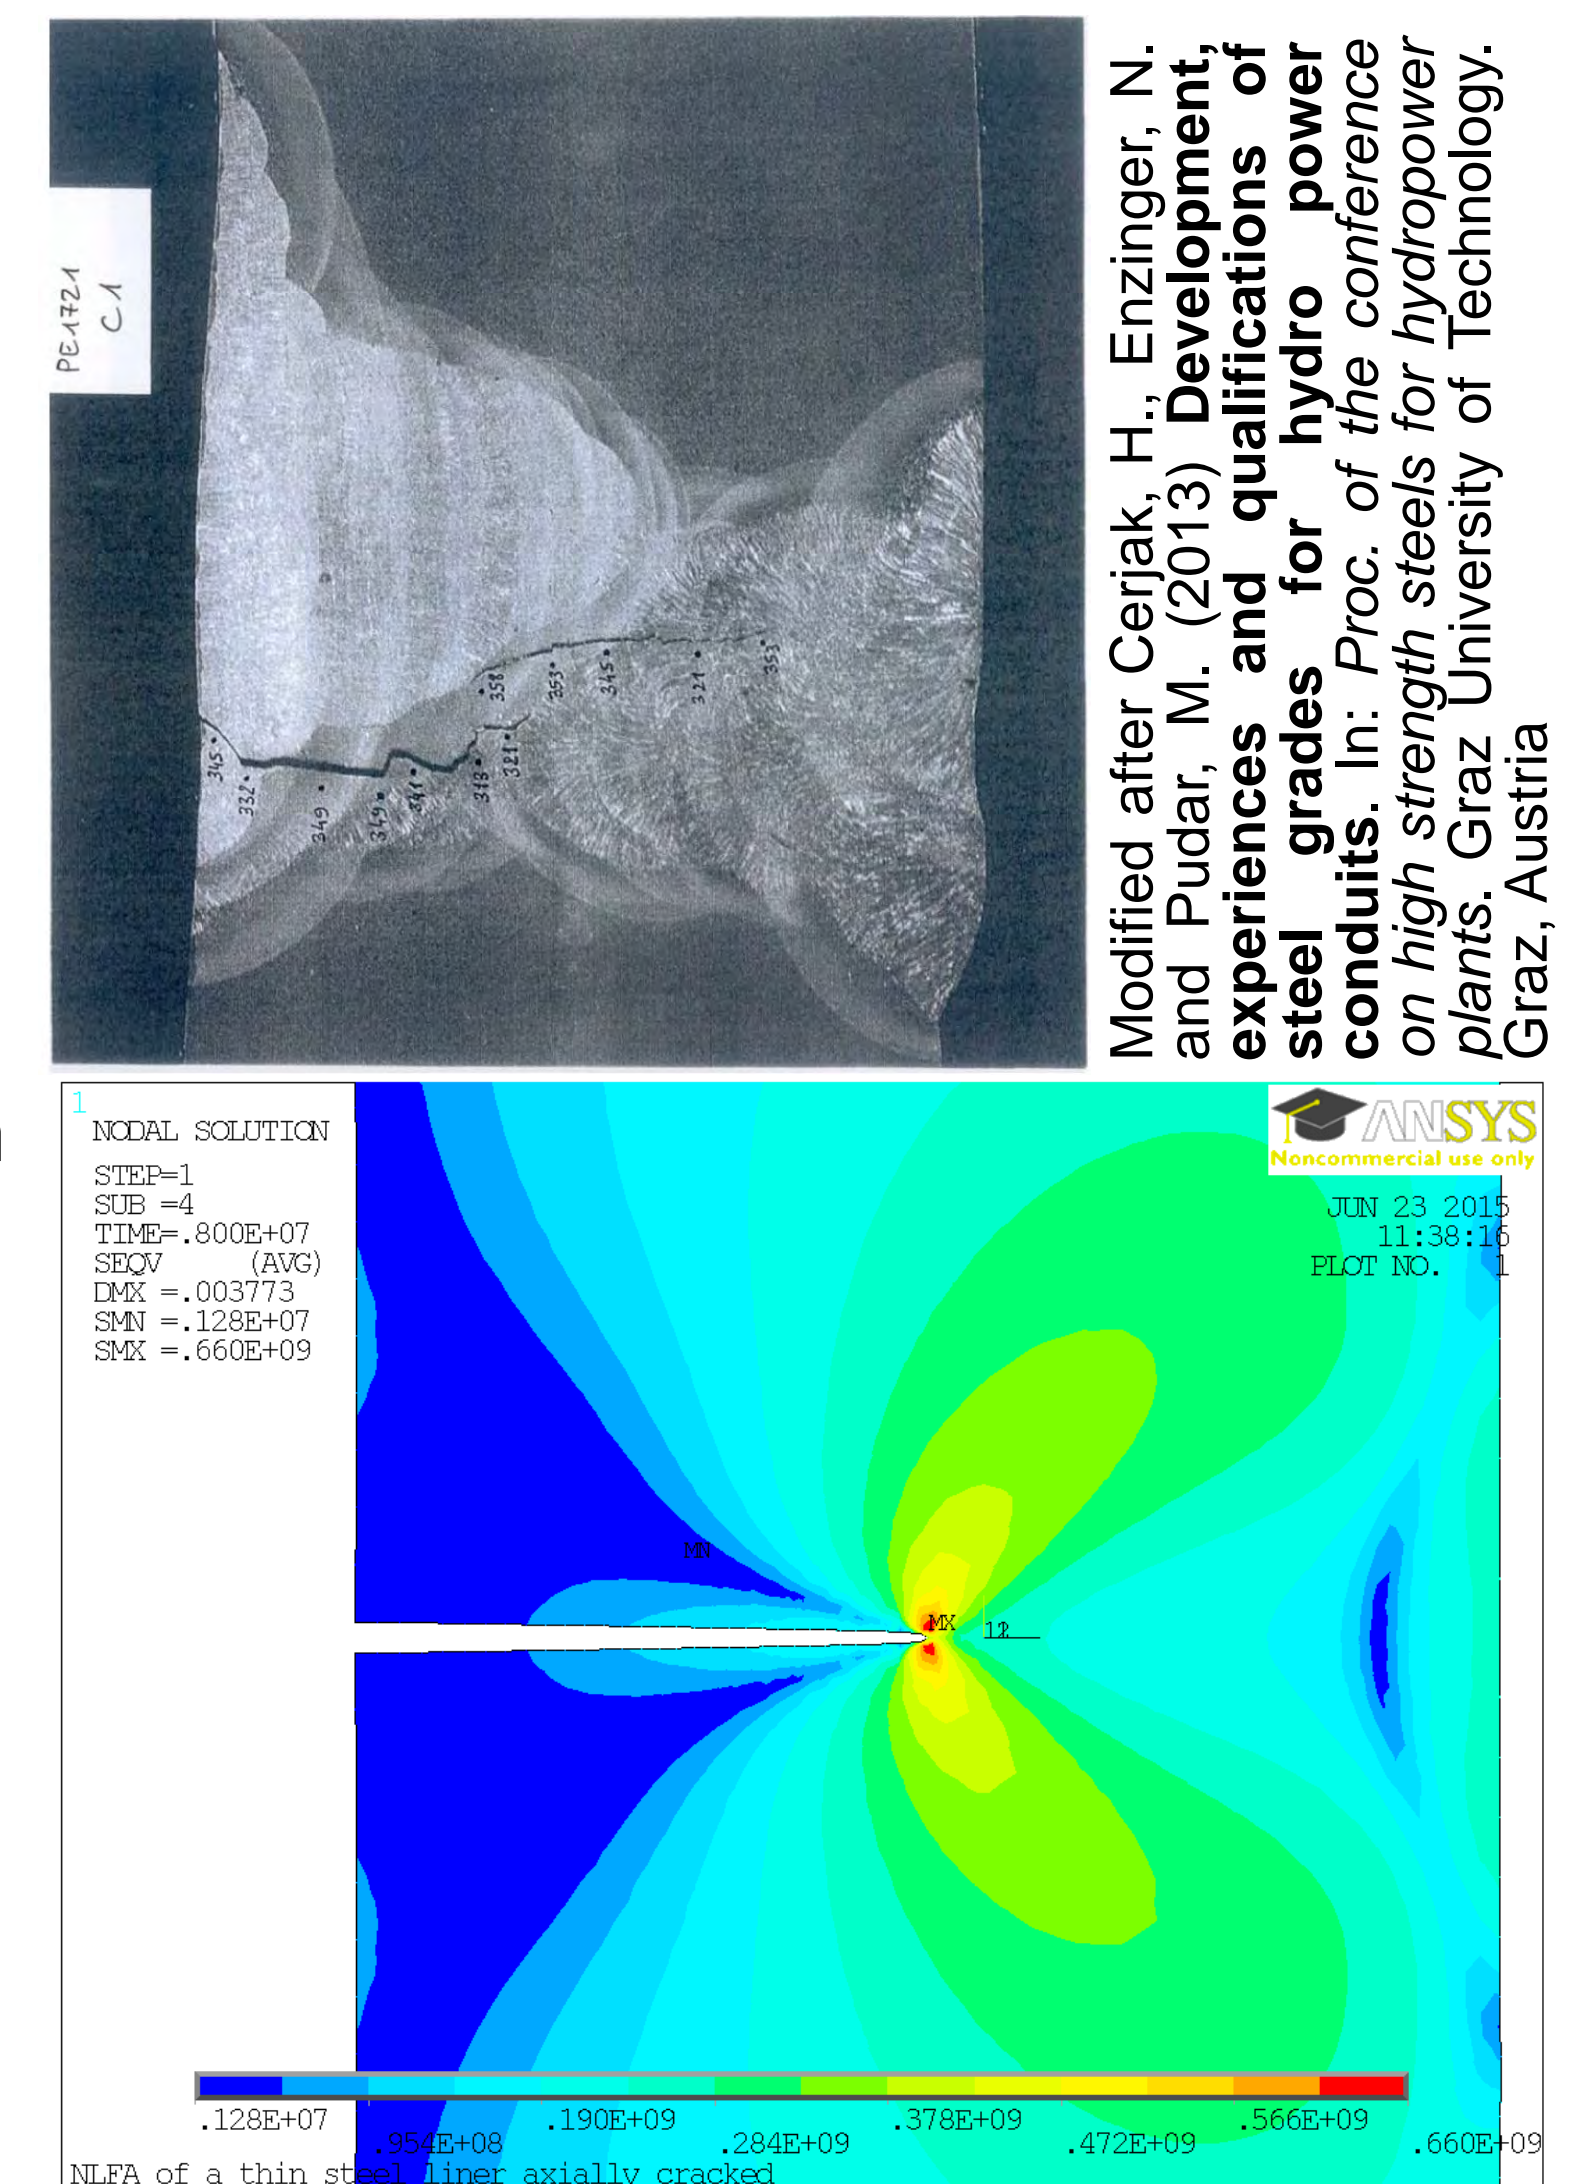 PE1721
C1
345
332
349
349
341
313
321
358
353
345
321
353
Modified after Cerjak, H., Enzinger, N.
and Pudar, M. (2013) Development,
experiences and qualifications of
steel grades for hydro power
conduits. In: Proc. of the conference
on high strength steels for hydropower
plants. Graz University of Technology.
Graz, Austria
1
NODAL SOLUTION
STEP=1
SUB =4
TIME=.800E+07
SEQV (AVG)
DMX =.003773
SMN =.128E+07
SMX =.660E+09
ANSYS
Noncommercial use only
JUN 23 2015
11:38:16
PLOT NO. 1
MN
MX
.128E+07
.954E+08
.190E+09
.284E+09
.378E+09
.472E+09
.566E+09
.660E+09
NLFA of a thin steel liner axially cracked